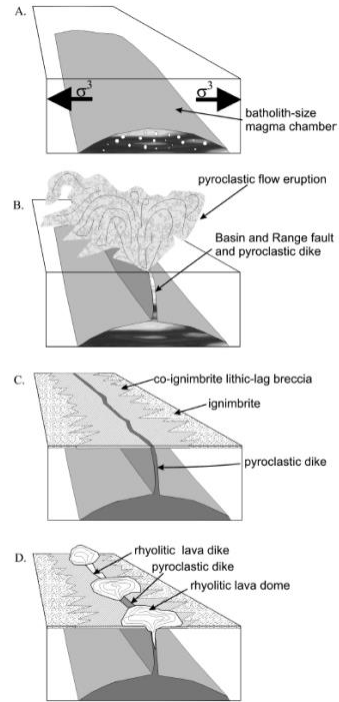 A.
σ3
σ3
batholith-size
magma chamber
pyroclastic flow eruption
B.
Basin and Range fault
and pyroclastic dike
C.
co-ignimbrite lithic-lag breccia
ignimbrite
pyroclastic dike
D.
rhyolitic lava dike
pyroclastic dike
rhyolitic lava dome